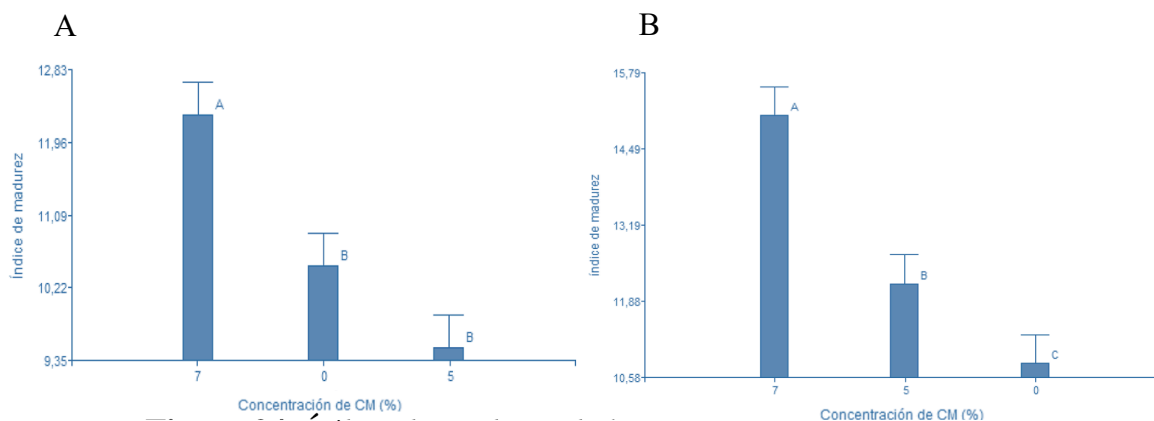 A
12,83
11,96
11,09
10,22
9,35
Índice de madurez
A
B
B
7 0 5
Concentración de CM (%)
B
15,79
14,49
13,19
11,88
10,58
índice de madurez
A
B
C
7 5 0
Concentración de CM (%)